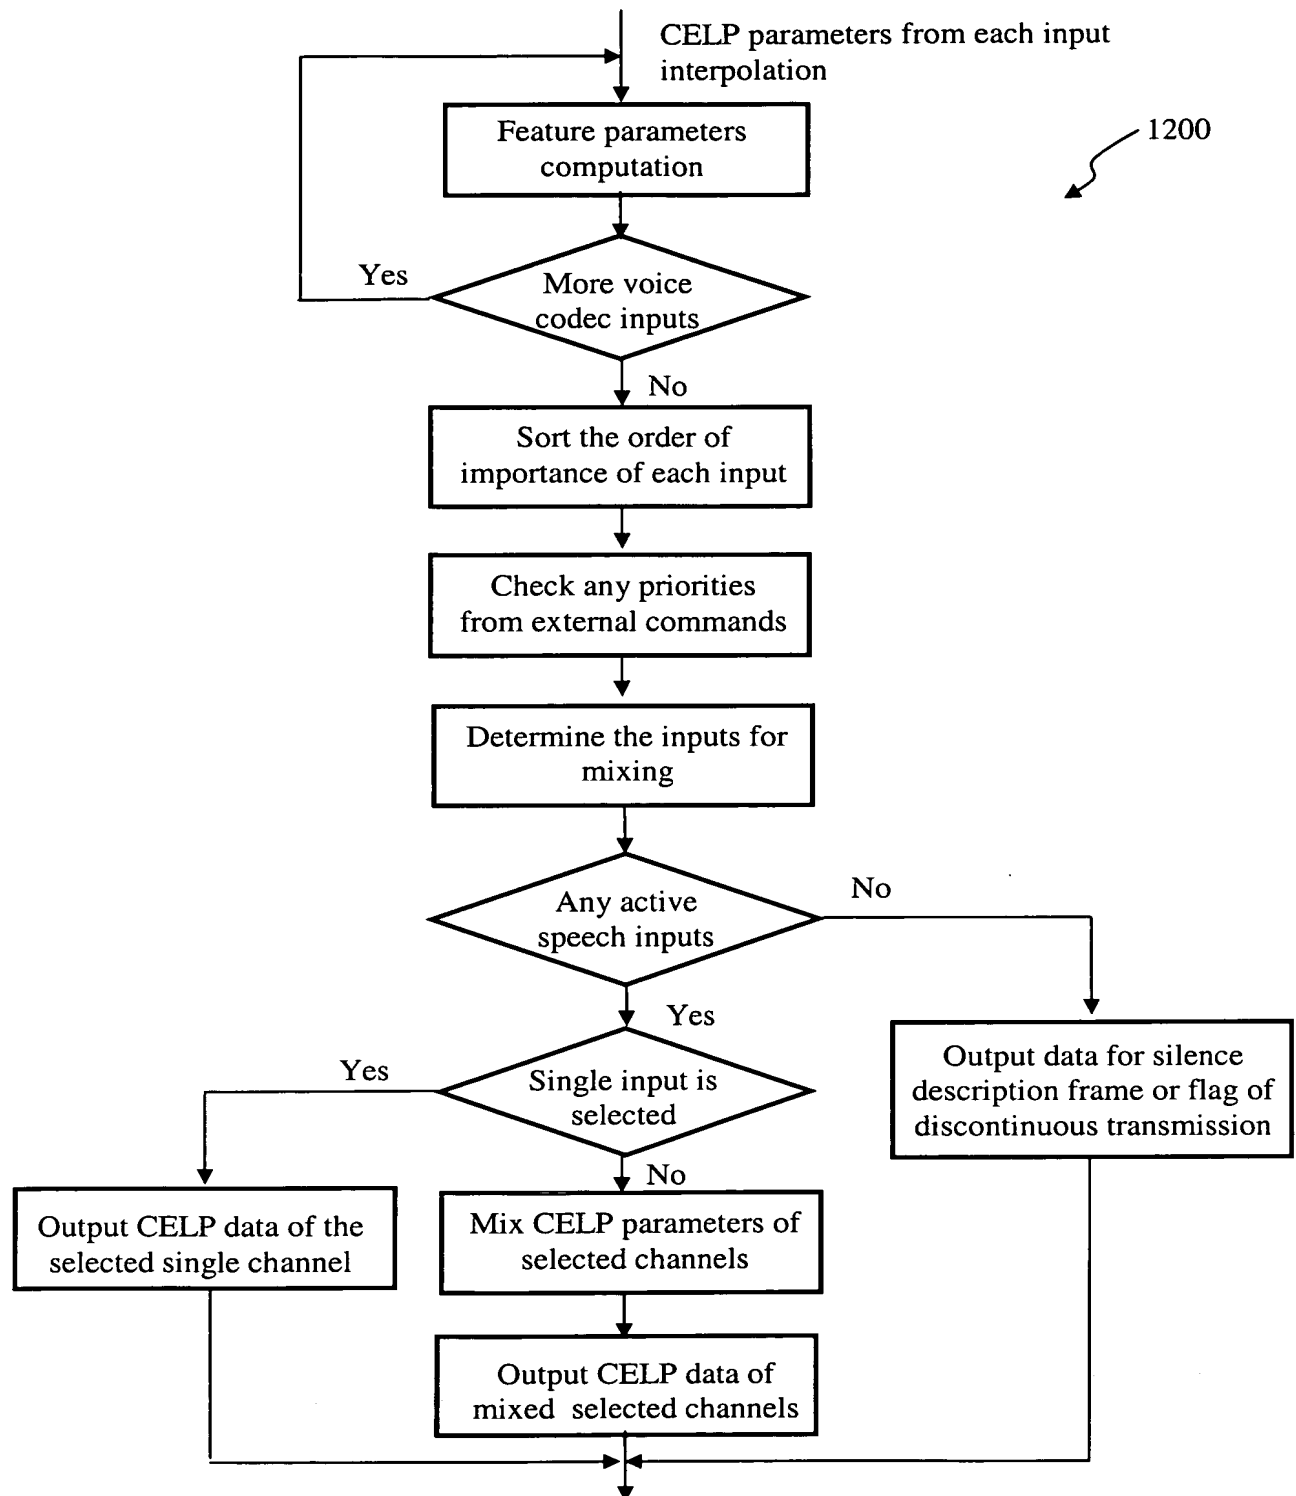 CELP parameters from each input
interpolation
1200
Feature parameters
computation
Yes
More voice
codec inputs
No
Sort the order of
importance of each input
Check any priorities
from external commands
Determine the inputs for
mixing
No
Any active
speech inputs
Yes
Yes
Single input is
selected
Output data for silence
description frame or flag of
discontinuous transmission
No
Output CELP data of the
selected single channel
Mix CELP parameters of
selected channels
Output CELP data of
mixed selected channels